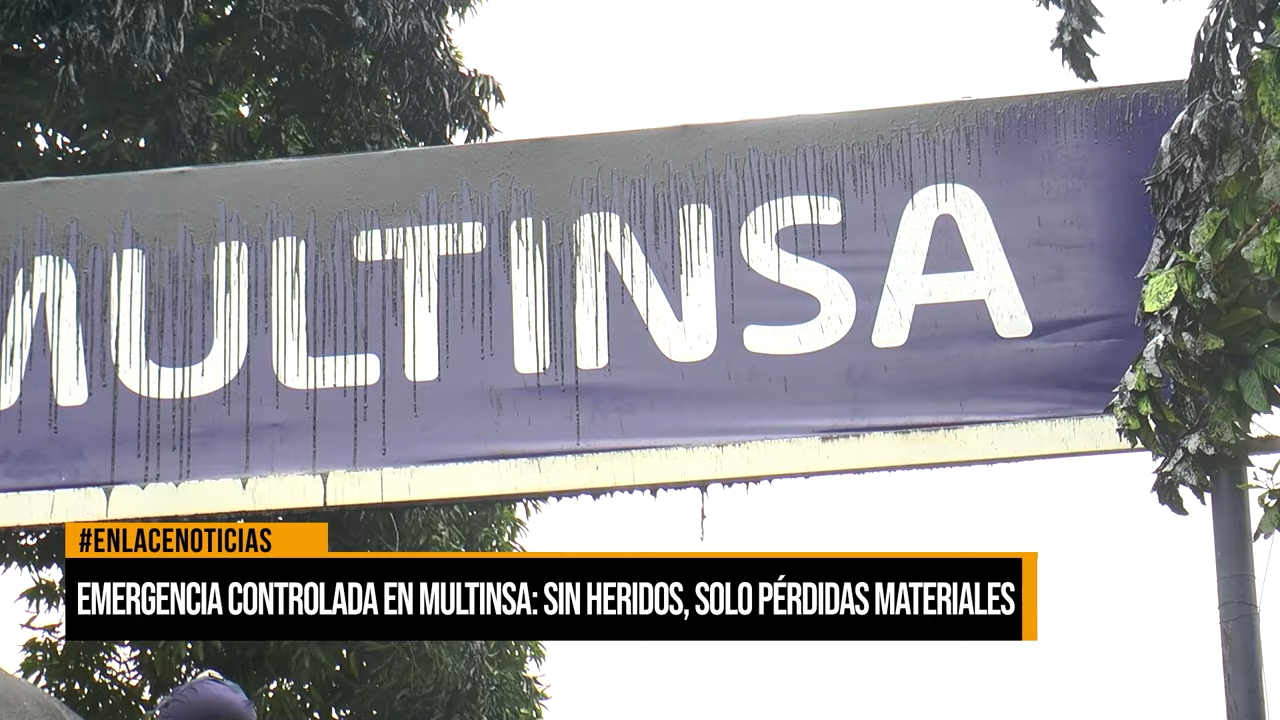 MULTINSA
#ENLACENOTICIAS
EMERGENCIA CONTROLADA EN MULTINSA: SIN HERIDOS, SOLO PÉRDIDAS MATERIALES